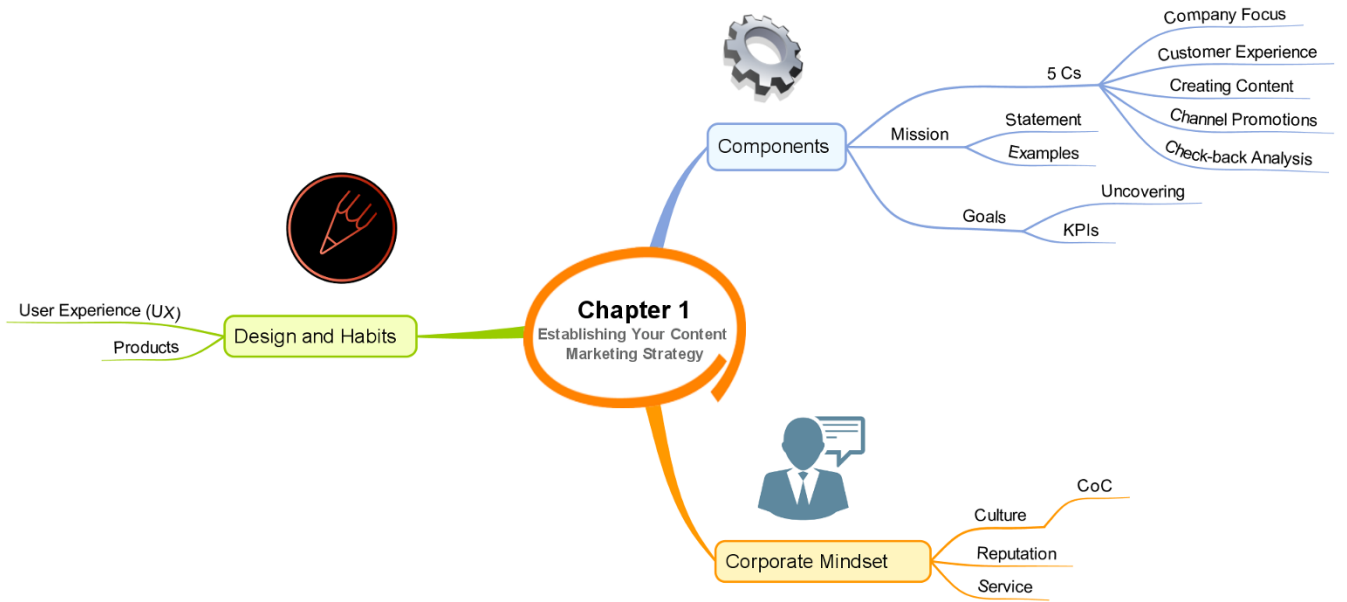 Chapter 1
Establishing Your Content
Marketing Strategy
Components
5 Cs
Company Focus
Customer Experience
Creating Content
Channel Promotions
Check-back Analysis
Mission
Statement
Examples
Goals
Uncovering
KPIs
Corporate Mindset
Culture
CoC
Reputation
Service
Design and Habits
User Experience (UX)
Products